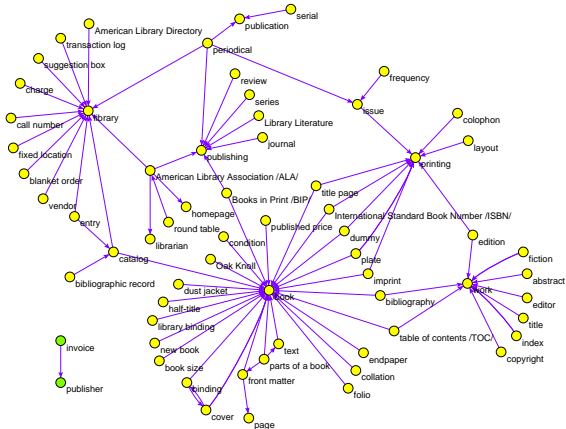 serial
American Library Directory
publication
transaction log
periodical
suggestion box
review
frequency
charge
series
issue
call number
library
Library Literature
colophon
fixed location
publishing
journal
printing
layout
blanket order
American Library Association /ALA/
title page
vendor
homepage
Books in Print /BIP/
International Standard Book Number /ISBN/
entry
round table
published price
librarian
condition
dummy
edition
catalog
Oak Knoll
plate
fiction
bibliographic record
imprint
abstract
dust jacket
book
bibliography
work
half-title
editor
library binding
title
invoice
new book
text
table of contents /TOC/
index
book size
parts of a book
endpaper
copyright
publisher
binding
front matter
collation
cover
folio
page